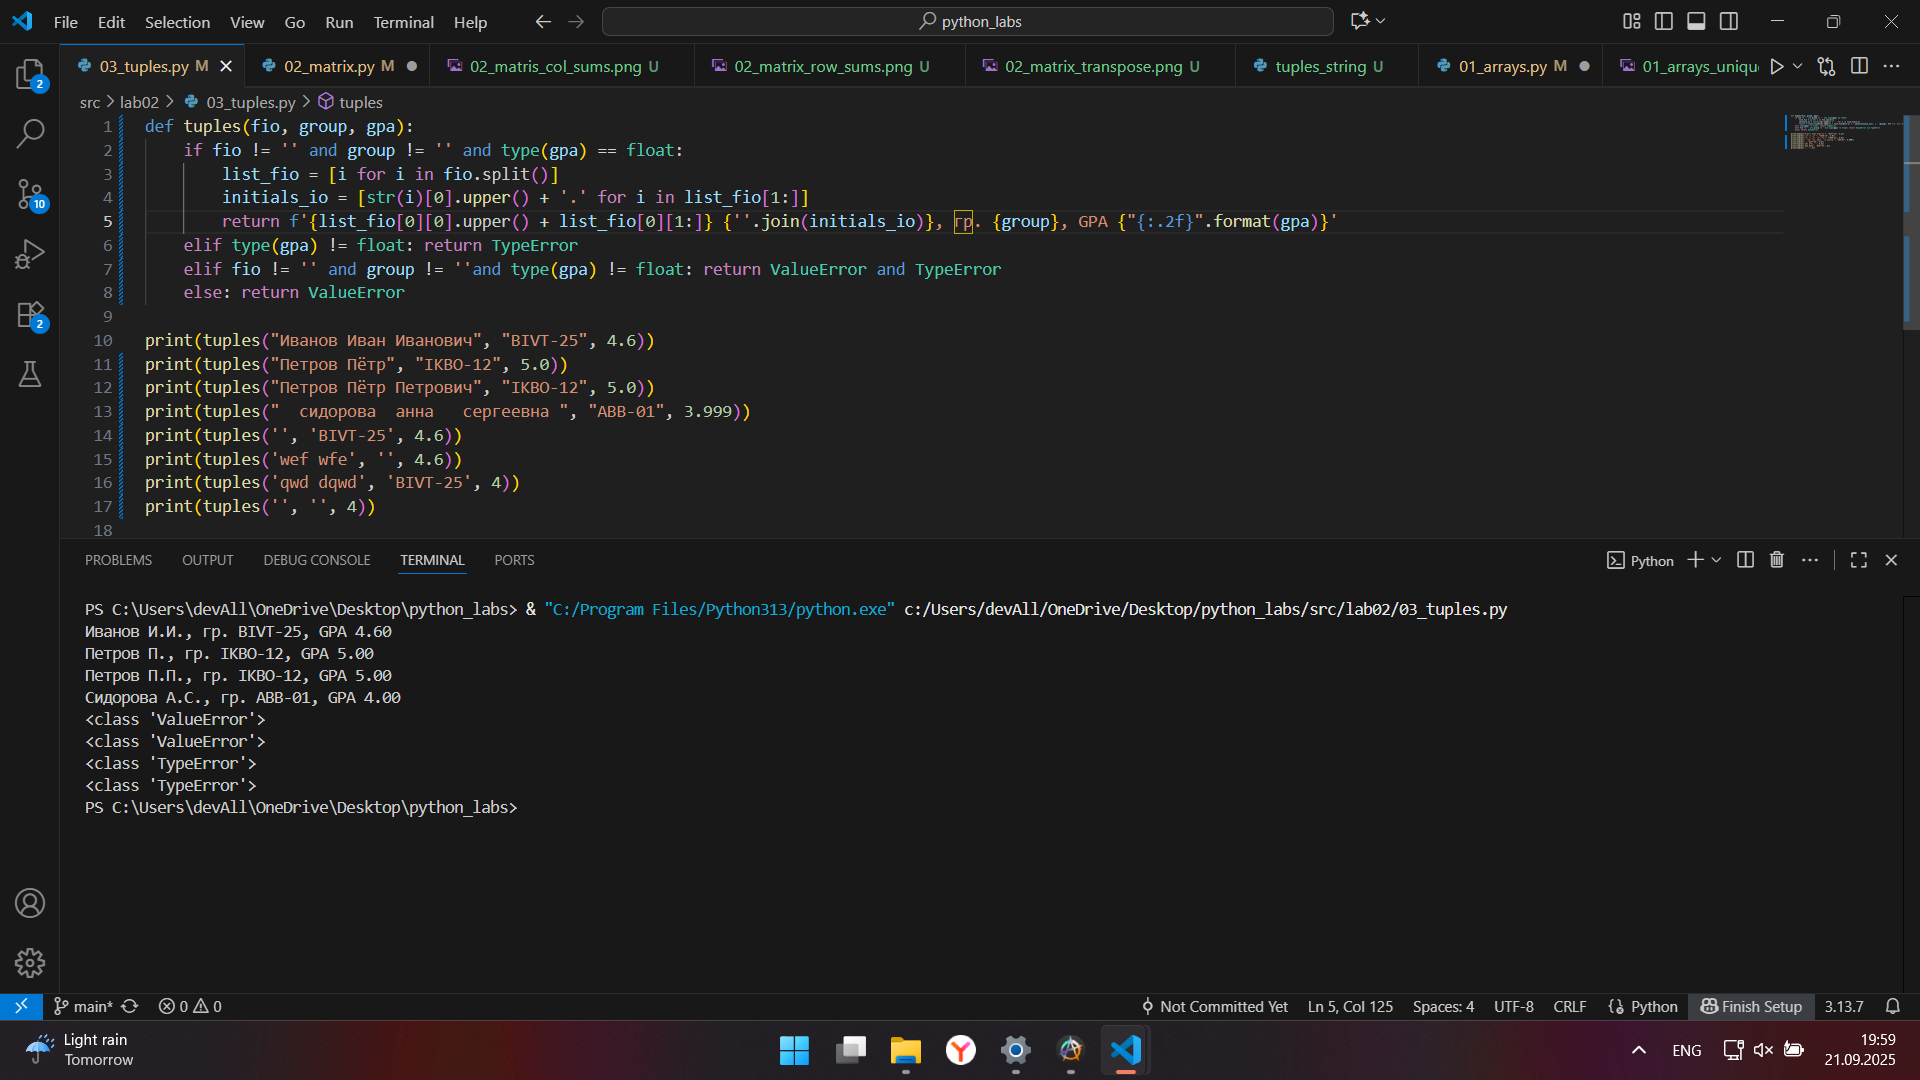 File Edit Selection View Go Run Terminal Help
python_labs
03_tuples.py M
02_matrix.py M
02_matris_col_sums.png U
02_matrix_row_sums.png U
02_matrix_transpose.png U
tuples_string U
01_arrays.py M
01_arrays_uniqu
src > lab02 > 03_tuples.py > tuples
1 def tuples(fio, group, gpa):
2 if fio != '' and group != '' and type(gpa) == float:
3 list_fio = [i for i in fio.split()]
4 initials_io = [str(i)[0].upper() + '.' for i in list_fio[1:]]
5 return f'{list_fio[0][0].upper() + list_fio[0][1:]} {''.join(initials_io)}, гр. {group}, GPA {"{:.2f}".format(gpa)}'
6 elif type(gpa) != float: return TypeError
7 elif fio != '' and group != ''and type(gpa) != float: return ValueError and TypeError
8 else: return ValueError
9
10 print(tuples("Иванов Иван Иванович", "BIVT-25", 4.6))
11 print(tuples("Петров Пётр", "IKBO-12", 5.0))
12 print(tuples("Петров Пётр Петрович", "IKBO-12", 5.0))
13 print(tuples("  сидорова  анна   сергеевна ", "ABB-01", 3.999))
14 print(tuples('', 'BIVT-25', 4.6))
15 print(tuples('wef wfe', '', 4.6))
16 print(tuples('qwd dqwd', 'BIVT-25', 4))
17 print(tuples('', '', 4))
18
PROBLEMS OUTPUT DEBUG CONSOLE TERMINAL PORTS
Python
PS C:\Users\devAll\OneDrive\Desktop\python_labs> & "C:/Program Files/Python313/python.exe" c:/Users/devAll/OneDrive/Desktop/python_labs/src/lab02/03_tuples.py
Иванов И.И., гр. BIVT-25, GPA 4.60
Петров П., гр. IKBO-12, GPA 5.00
Петров П.П., гр. IKBO-12, GPA 5.00
Сидорова А.С., гр. ABB-01, GPA 4.00
<class 'ValueError'>
<class 'ValueError'>
<class 'TypeError'>
<class 'TypeError'>
PS C:\Users\devAll\OneDrive\Desktop\python_labs>
2
10
2
main* 0 0
Not Committed Yet Ln 5, Col 125 Spaces: 4 UTF-8 CRLF Python Finish Setup 3.13.7
Light rain
Tomorrow
ENG
19:59
21.09.2025